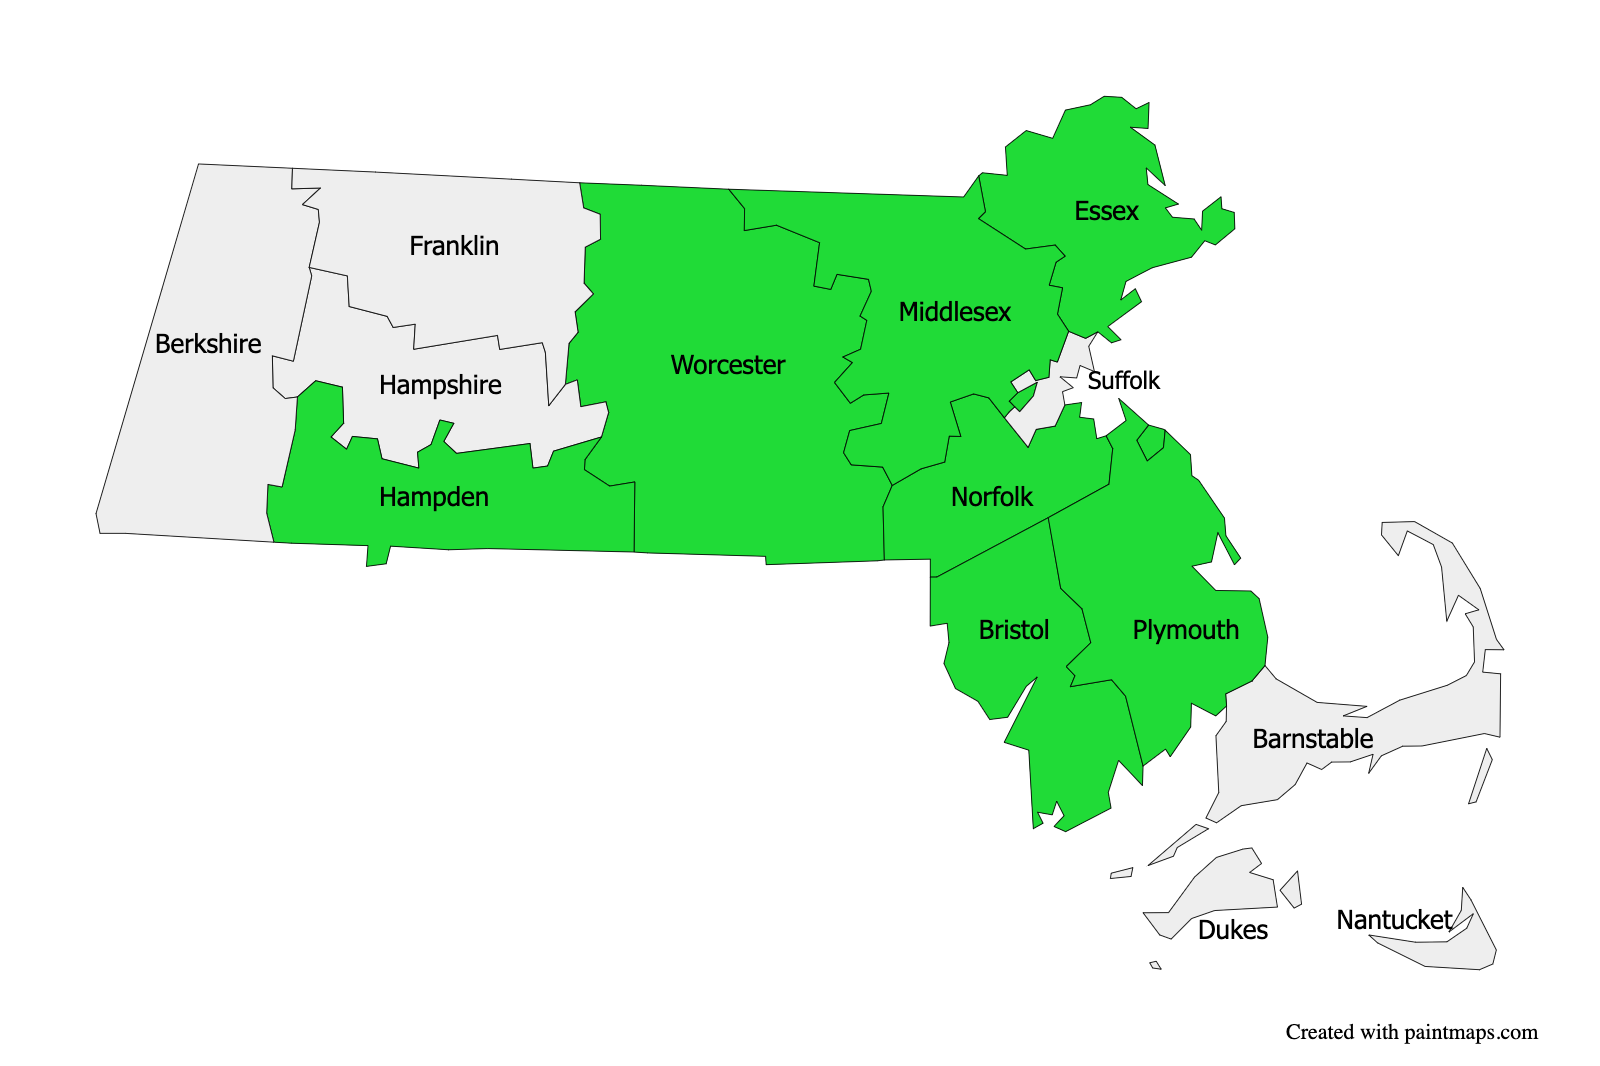 Essex
Franklin
Middlesex
Berkshire
Worcester
Hampshire
Suffolk
Hampden
Norfolk
Bristol
Plymouth
Barnstable
Nantucket
Dukes
Created with paintmaps.com